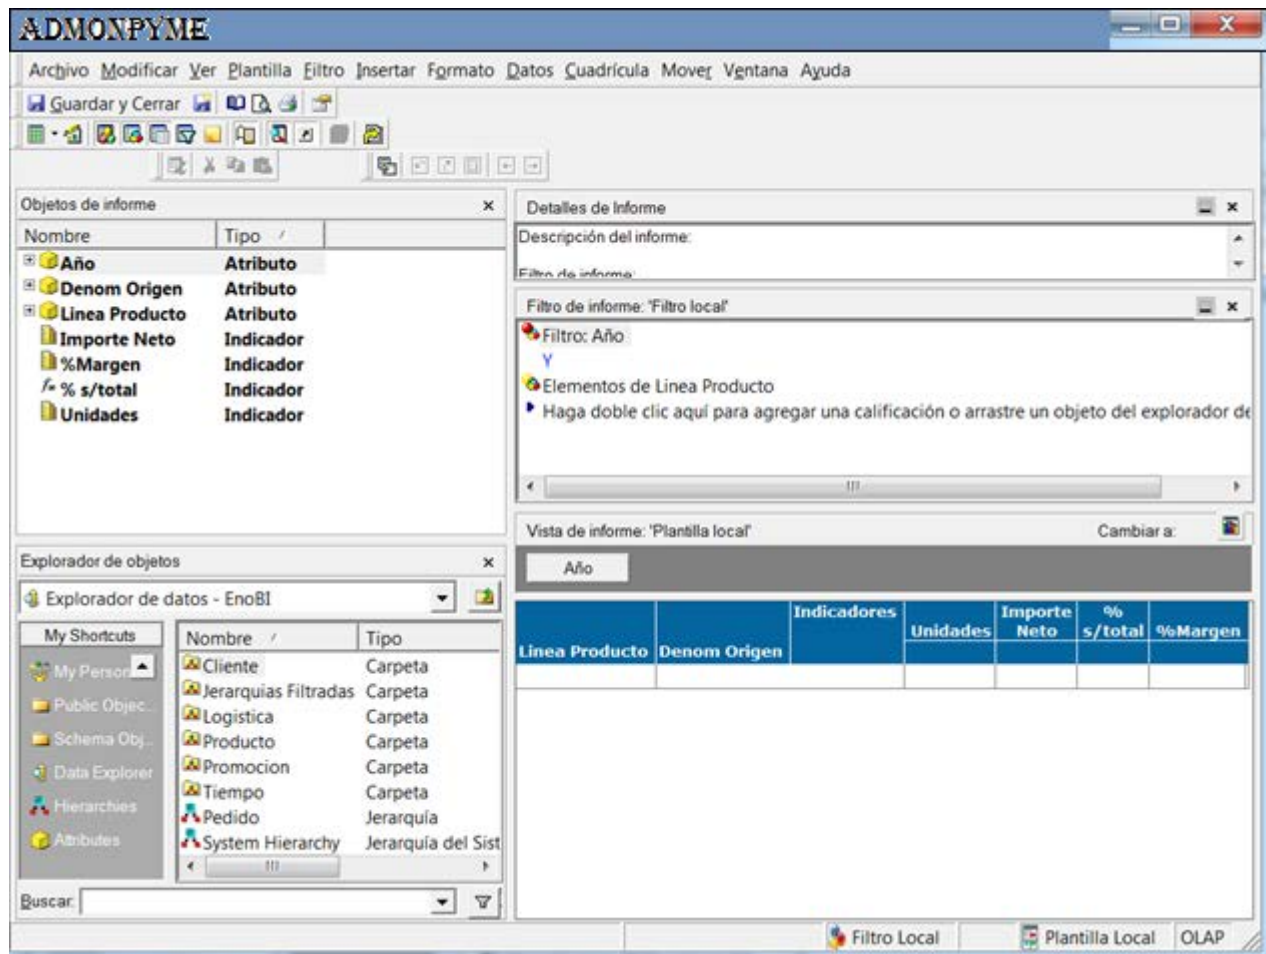 ADMONPYME
Archivo Modificar Ver Plantilla Filtro Insertar Formato Datos Cuadrícula Mover Ventana Ayuda
Guardar y Cerrar
Objetos de informe
Nombre Tipo
Año Atributo
Denom Origen Atributo
Linea Producto Atributo
Importe Neto Indicador
%Margen Indicador
% s/total Indicador
Unidades Indicador
Detalles de Informe
Descripción del informe:
Filtro de informe:
Filtro de informe: 'Filtro local'
Filtro: Año
Y
Elementos de Linea Producto
Haga doble clic aquí para agregar una calificación o arrastre un objeto del explorador de
Vista de informe: 'Plantilla local' Cambiar a:
Año
Linea Producto Denom Origen Indicadores Unidades Importe Neto % s/total %Margen
Explorador de objetos
Explorador de datos - EnoBI
My Shortcuts
My Person
Public Objec...
Schema Obj...
Data Explorer
Hierarchies
Attributes
Nombre Tipo
Cliente Carpeta
Jerarquias Filtradas Carpeta
Logistica Carpeta
Producto Carpeta
Promocion Carpeta
Tiempo Carpeta
Pedido Jerarquía
System Hierarchy Jerarquía del Sist
Buscar:
Filtro Local Plantilla Local OLAP